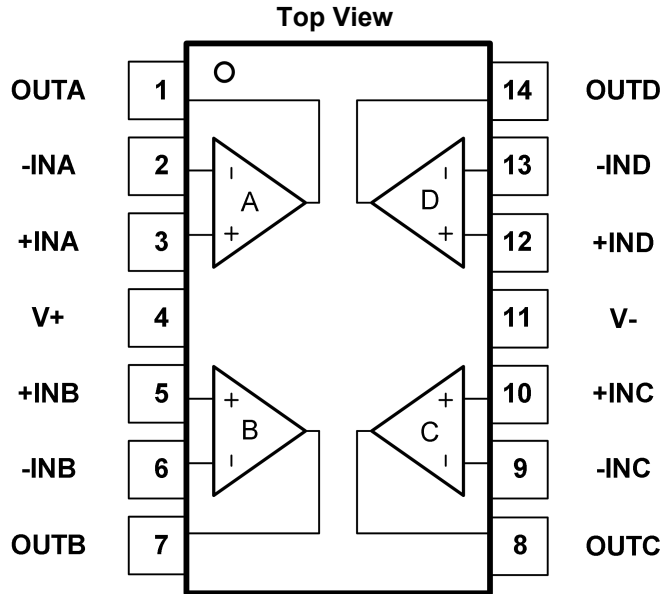 Top View
OUTA 1 14 OUTD
-INA 2 - - 13 -IND
A D
+INA 3 + + 12 +IND
V+ 4 11 V-
+INB 5 + + 10 +INC
B C
-INB 6 - - 9 -INC
OUTB 7 8 OUTC